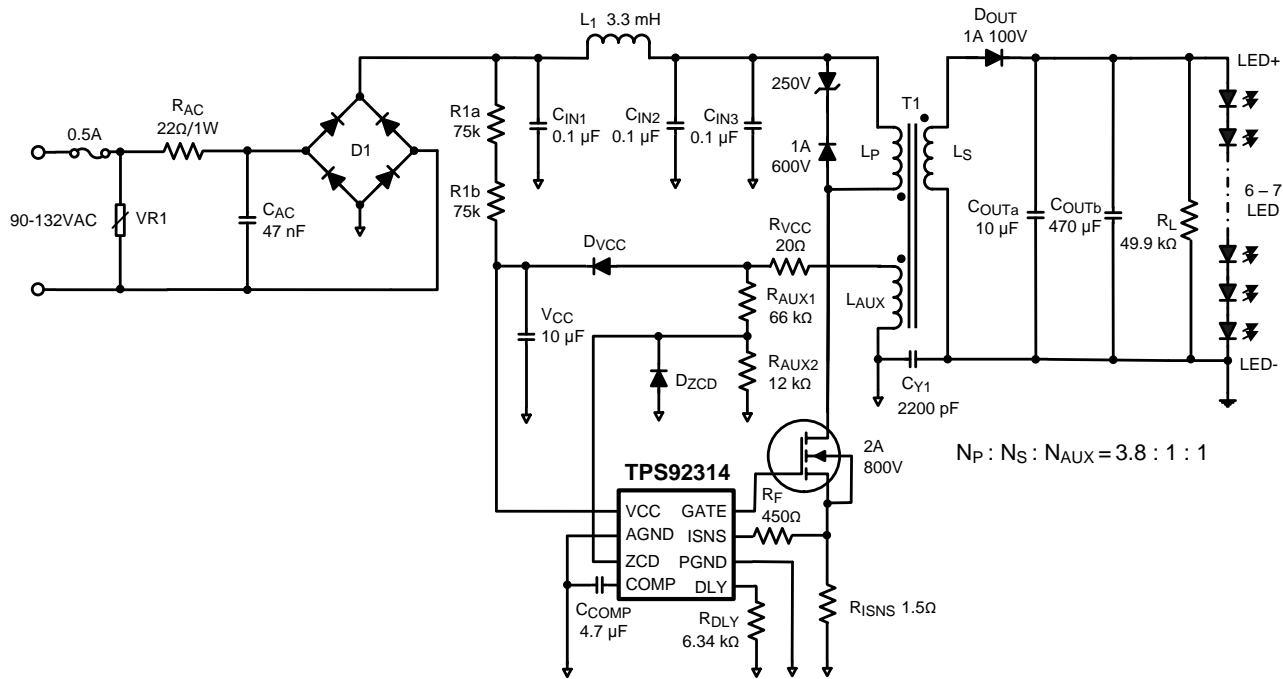 L1 3.3 mH
DOUT
1A 100V
LED+
250V
T1
RAC
22Ω/1W
0.5A
D1
R1a
75k
CIN1
0.1 µF
CIN2
0.1 µF
CIN3
0.1 µF
1A
600V
LP
LS
90-132VAC
VR1
CAC
47 nF
R1b
75k
6 – 7
LED
COUTa
10 µF
COUTb
470 µF
RL
49.9 kΩ
DVCC
RVCC
20Ω
RAUX1
66 kΩ
LAUX
VCC
10 µF
DZCD
RAUX2
12 kΩ
LED-
CY1
2200 pF
2A
800V
NP : NS : NAUX = 3.8 : 1 : 1
TPS92314
VCC GATE
AGND ISNS
ZCD PGND
COMP DLY
RF
450Ω
CCOMP
4.7 µF
RDLY
6.34 kΩ
RISNS 1.5Ω